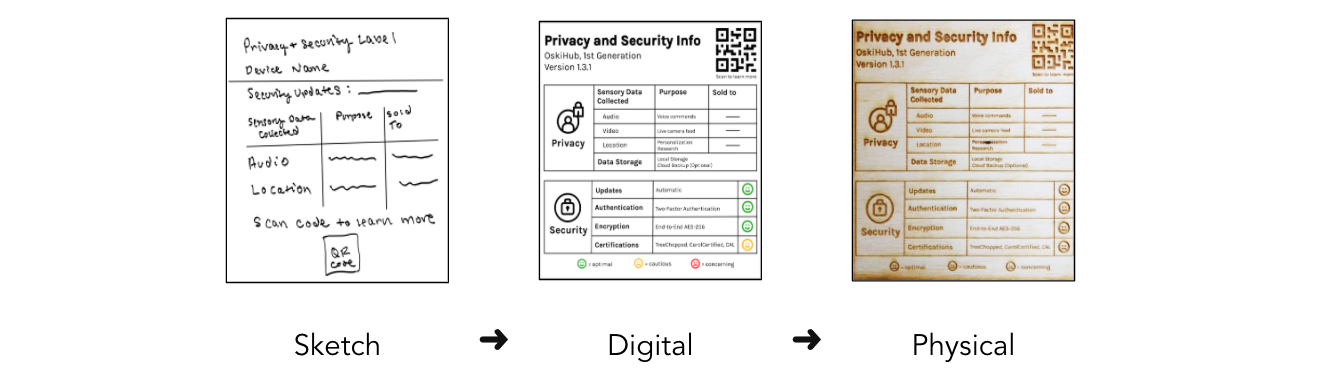 Privacy + Security Label
Device Name
Security Updates:
Sensory Data Collected Purpose Sold To
Audio
Location
Scan code to learn more
QR code
Privacy and Security Info
OskiHub, 1st Generation
Version 1.3.1
Scan to learn more
Privacy
Sensory Data Collected Purpose Sold to
Audio Voice commands —
Video Live camera feed —
Location Personalization Research —
Data Storage Local Storage Cloud Backup (Optional)
Security
Updates Automatic
Authentication Two Factor Authentication
Encryption End-to-End AES-256
Certifications TreeChopped, CarolCertified, CAL
= optimal = cautious = concerning
Privacy and Security Info
OskiHub, 1st Generation
Version 1.3.1
Scan to learn more
Privacy
Sensory Data Collected Purpose Sold to
Audio Voice commands —
Video Live camera feed —
Location Personalization Research —
Data Storage Local Storage Cloud Backup (Optional)
Security
Updates Automatic
Authentication Two Factor Authentication
Encryption End-to-End AES-256
Certifications TreeChopped, CarolCertified, CAL
= optimal = cautious = concerning
Sketch ➜ Digital ➜ Physical